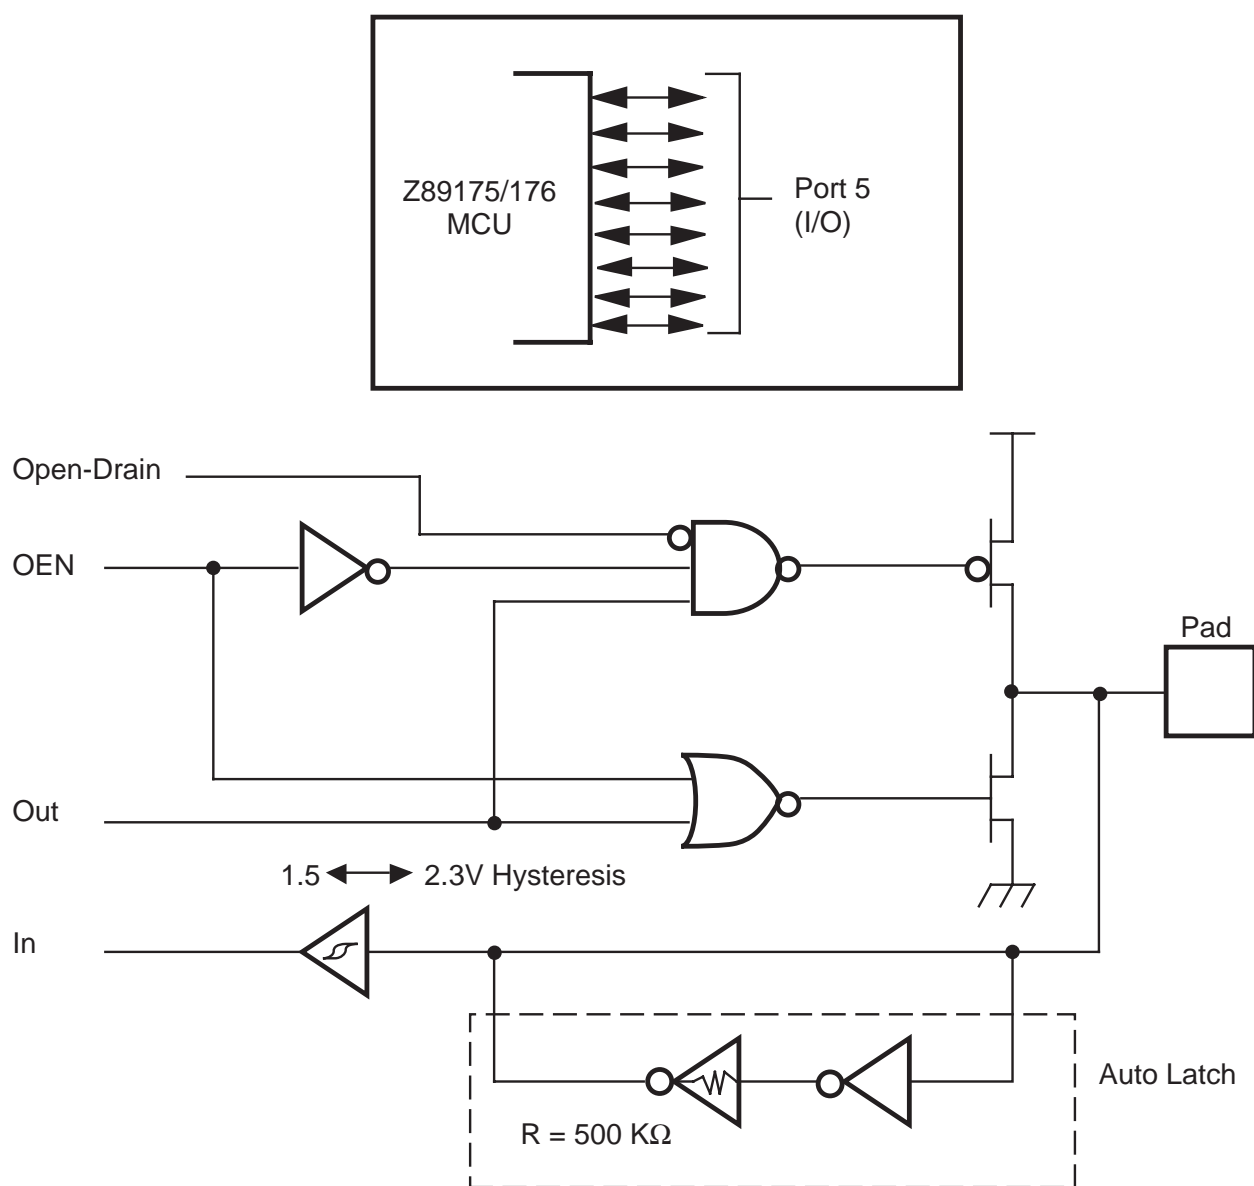 Z89175/176
MCU
Port 5
(I/O)
Open-Drain
OEN
Pad
Out
1.5 2.3V Hysteresis
In
Auto Latch
R = 500 KΩ